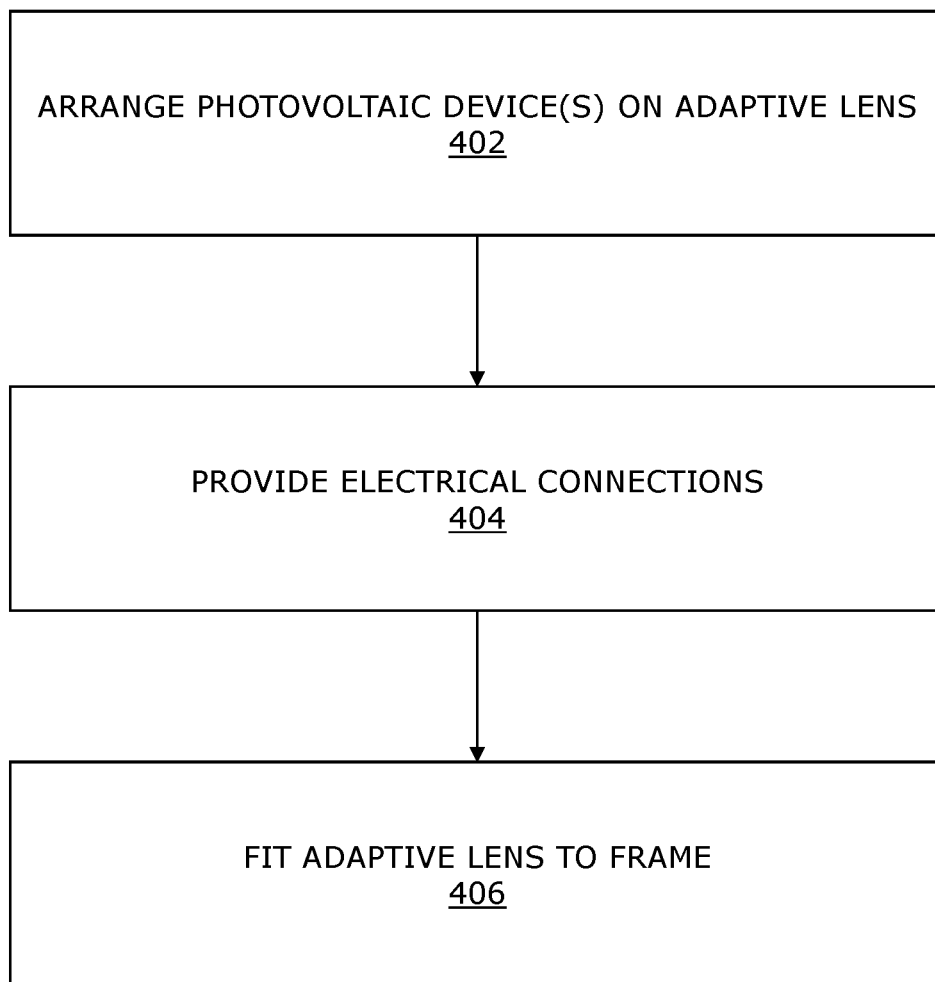 ARRANGE PHOTOVOLTAIC DEVICE(S) ON ADAPTIVE LENS
402
PROVIDE ELECTRICAL CONNECTIONS
404
FIT ADAPTIVE LENS TO FRAME
406